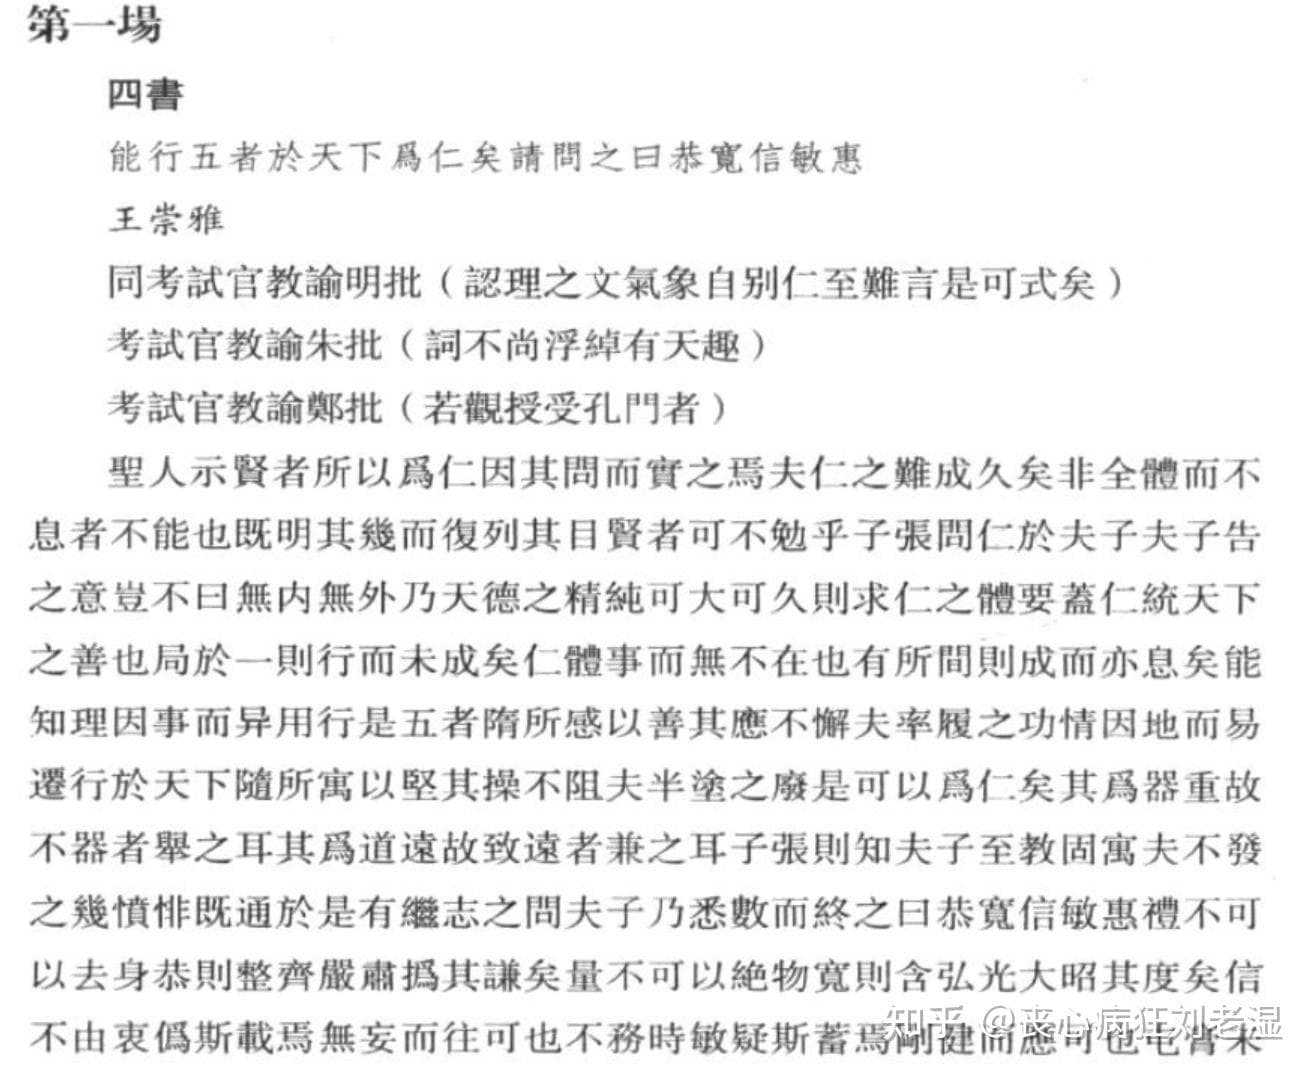 第一場
四書
能行五者於天下爲仁矣請問之曰恭寬信敏惠
王崇雅
同考試官教諭明批（認理之文氣象自别仁至難言是可式矣）
考試官教諭朱批（詞不尚浮綽有天趣）
考試官教諭鄭批（若觀授受孔門者）
聖人示賢者所以爲仁因其問而實之焉夫仁之難成久矣非全體而不
息者不能也既明其幾而復列其目賢者可不勉乎子張問仁於夫子夫子告
之意豈不曰無内無外乃天德之精純可大可久則求仁之體要蓋仁統天下
之善也局於一則行而未成矣仁體事而無不在也有所間則成而亦息矣能
知理因事而异用行是五者隋所感以善其應不懈夫率履之功情因地而易
遷行於天下隨所寓以堅其操不阻夫半塗之廢是可以爲仁矣其爲器重故
不器者舉之耳其爲道遠故致遠者兼之耳子張則知夫子至教固寓夫不發
之幾憤悱既通於是有繼志之問夫子乃悉數而終之曰恭寬信敏惠禮不可
以去身恭則整齊嚴肅撝其謙矣量不可以絶物寬則含弘光大昭其度矣信
不由衷僞斯載焉無妄而往可也不務時敏疑斯蓄焉剛健而應可也屯膏未
知乎 @丧心病狂刘老湿